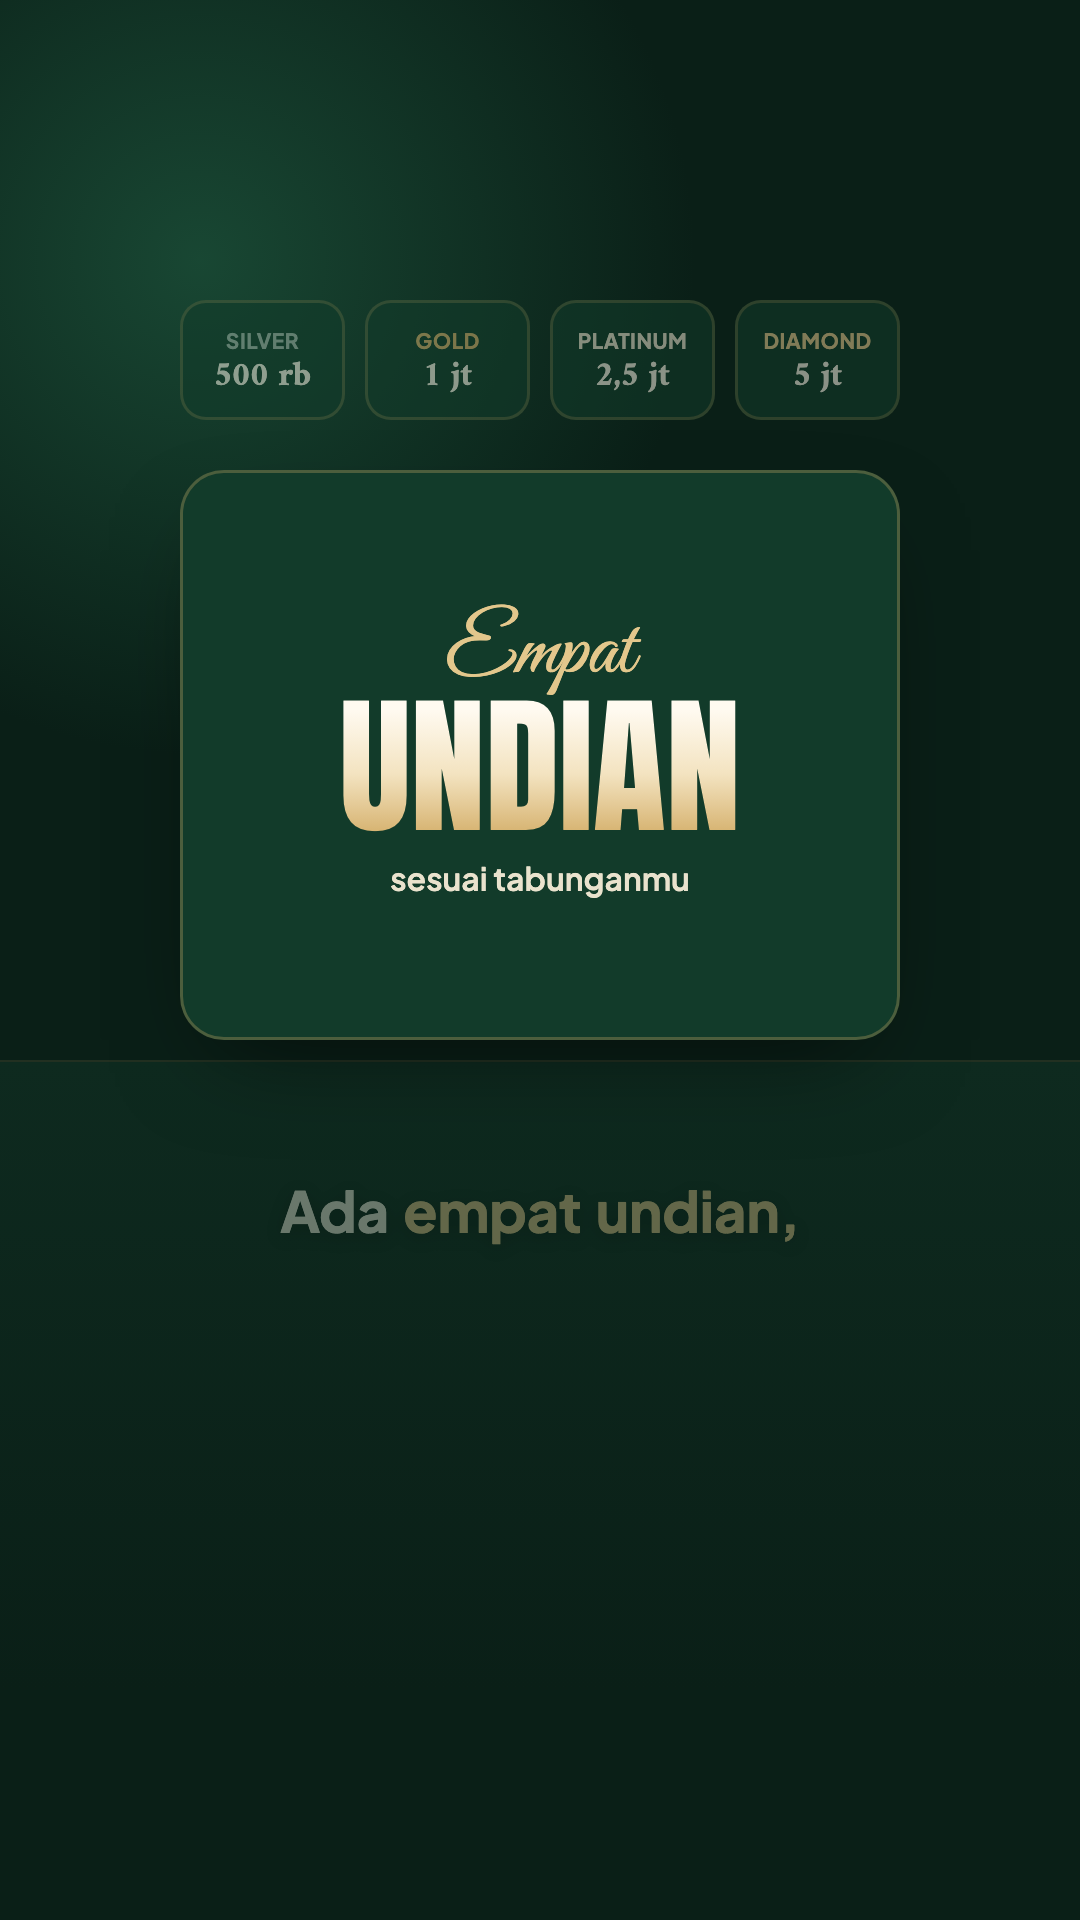 SILVER
500 rb
GOLD
1 jt
PLATINUM
2,5 jt
DIAMOND
5 jt
Empat
UNDIAN
sesuai tabunganmu
Ada empat undian,